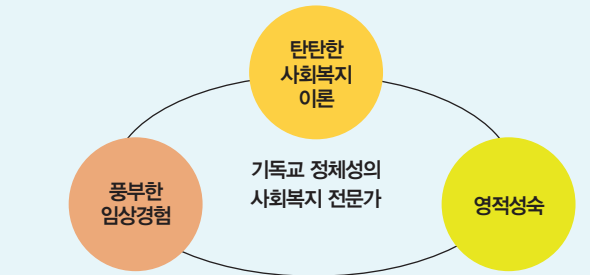 탄탄한
사회복지
이론
기독교 정체성의
사회복지 전문가
풍부한
임상경험
영적성숙